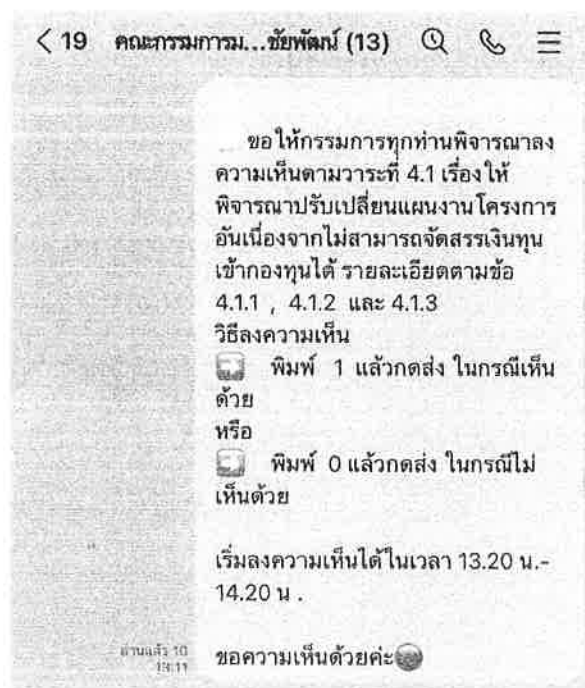 < 19 คณะกรรมการม...ชัยพัฒน์ (13)
ขอให้กรรมการทุกท่านพิจารณาลง
ความเห็นตามวาระที่ 4.1 เรื่องให้
พิจารณาปรับเปลี่ยนแผนงานโครงการ
อันเนื่องจากไม่สามารถจัดสรรเงินทุน
เข้ากองทุนได้ รายละเอียดตามข้อ
4.1.1 , 4.1.2 และ 4.1.3
วิธีลงความเห็น
พิมพ์ 1 แล้วกดส่ง ในกรณีเห็น
ด้วย
หรือ
พิมพ์ 0 แล้วกดส่ง ในกรณีไม่
เห็นด้วย
เริ่มลงความเห็นได้ในเวลา 13.20 น.-
14.20 น .
อ่านแล้ว 10
13:11
ขอความเห็นด้วยค่ะ